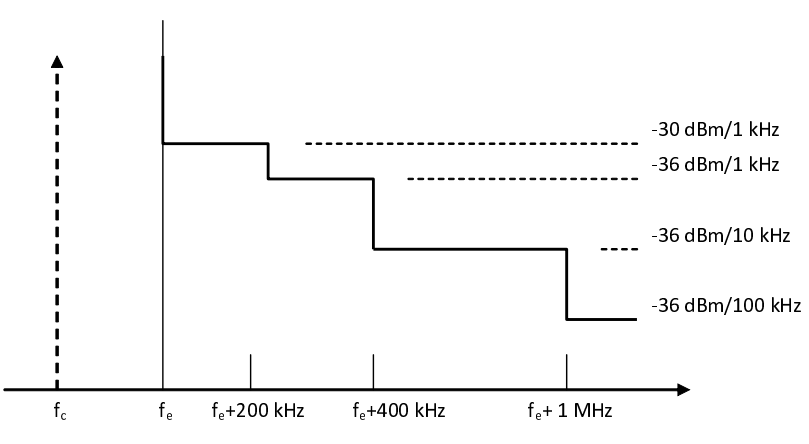 -30 dBm/1 kHz
-36 dBm/1 kHz
-36 dBm/10 kHz
-36 dBm/100 kHz
fc fe fe+200 kHz fe+400 kHz fe+ 1 MHz